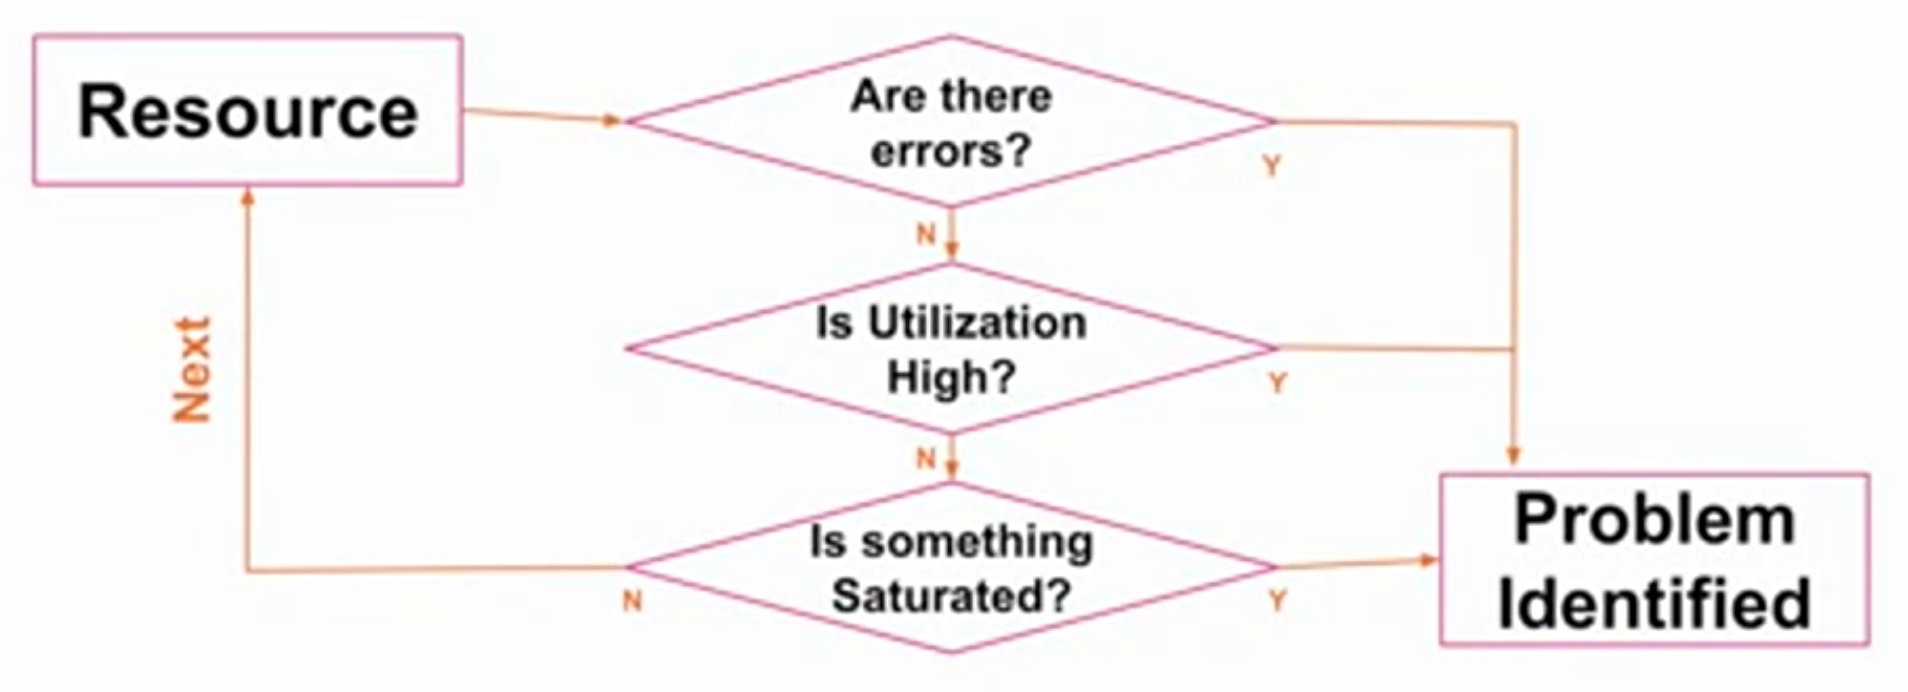 Resource
Are there
errors?
Y
N
Is Utilization
High?
Y
N
Next
Is something
Saturated?
N
Y
Problem
Identified